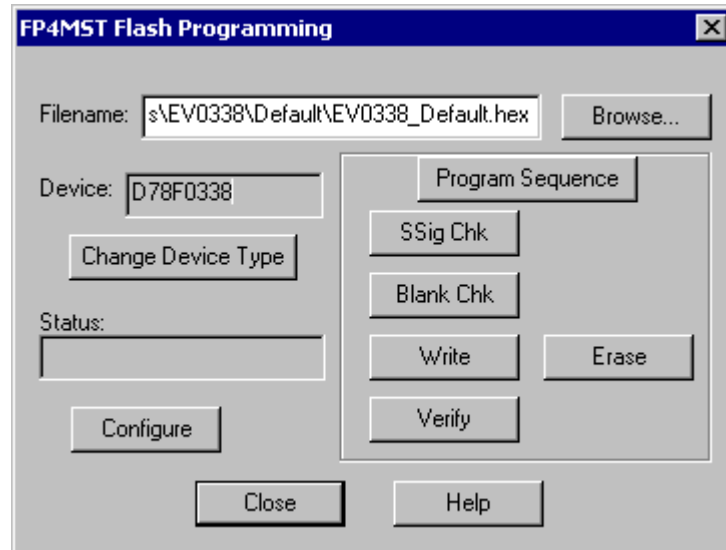 FP4MST Flash Programming
Filename: s\EV0338\Default\EV0338_Default.hex Browse...
Program Sequence
Device: D78F0338
SSig Chk
Change Device Type
Blank Chk
Status:
Write Erase
Configure Verify
Close Help